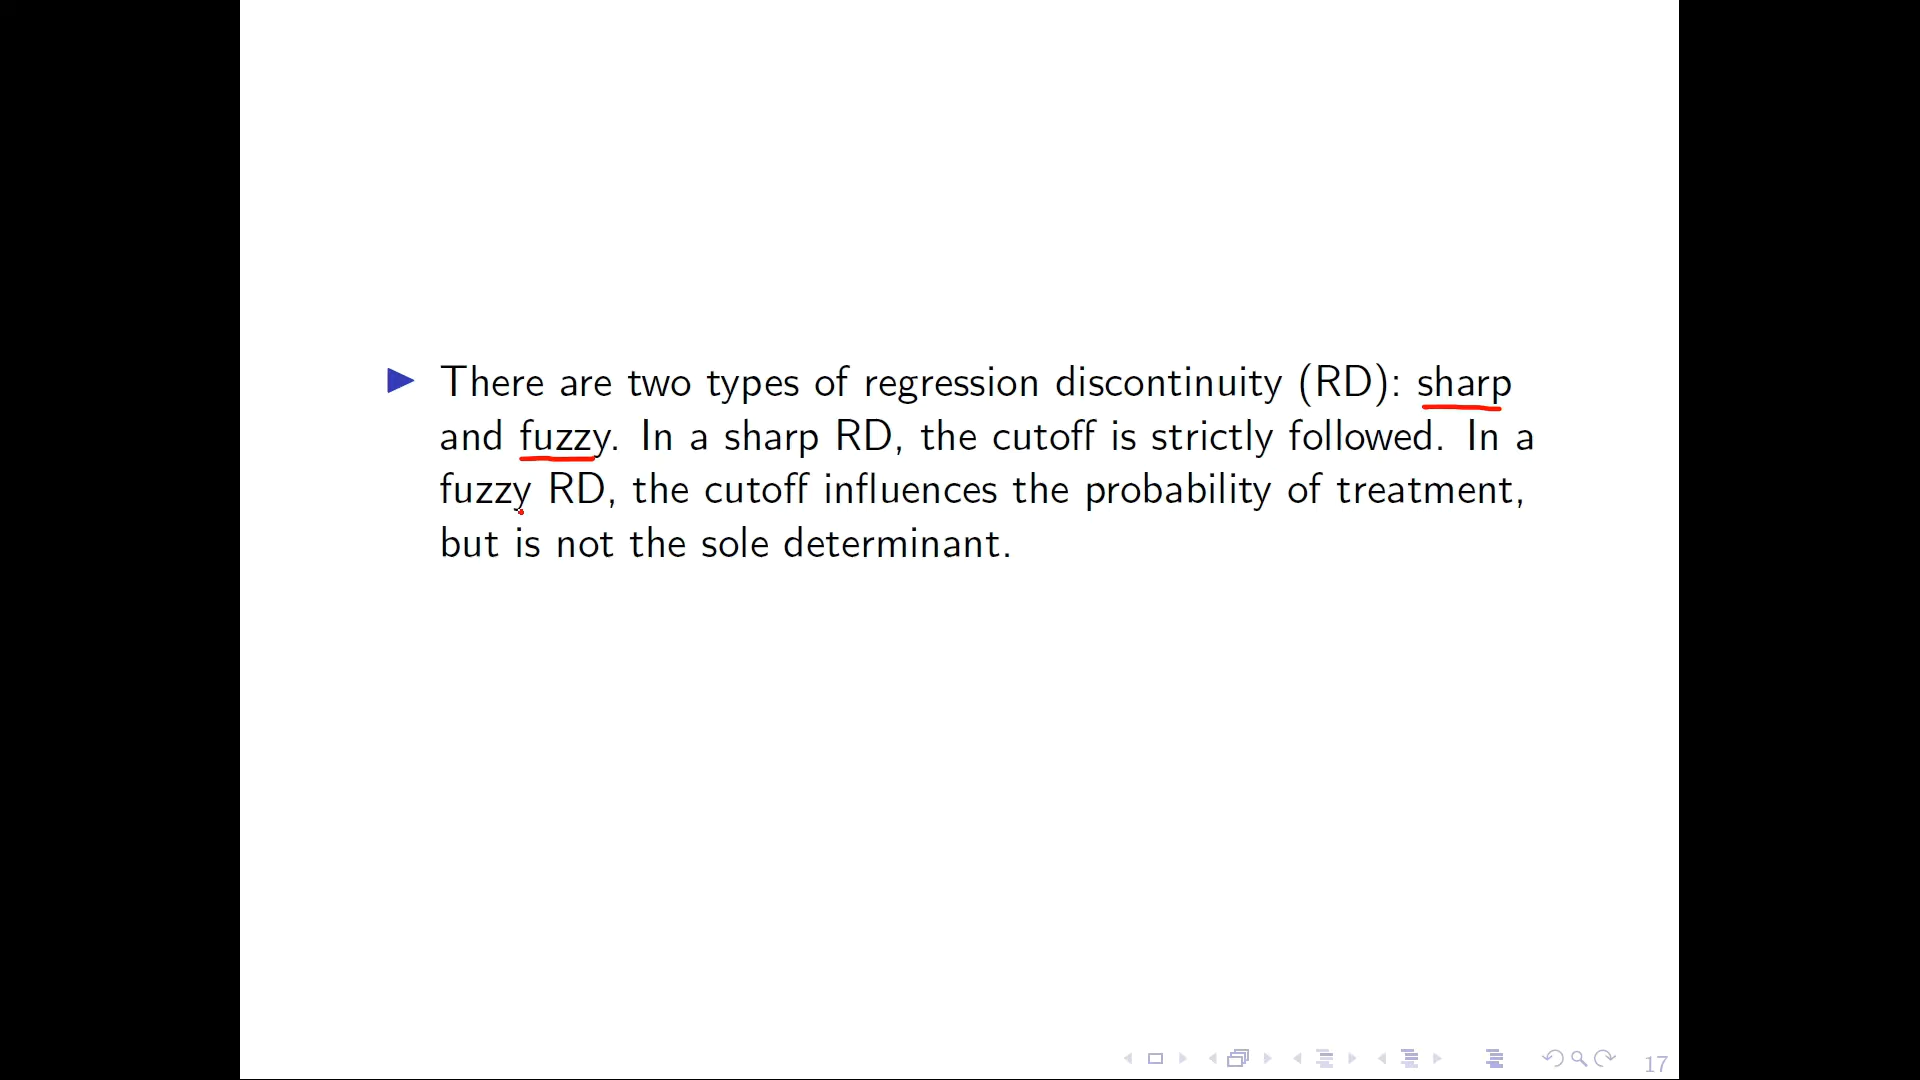 There are two types of regression discontinuity (RD): sharp
and fuzzy. In a sharp RD, the cutoff is strictly followed. In a
fuzzy RD, the cutoff influences the probability of treatment,
but is not the sole determinant.
17